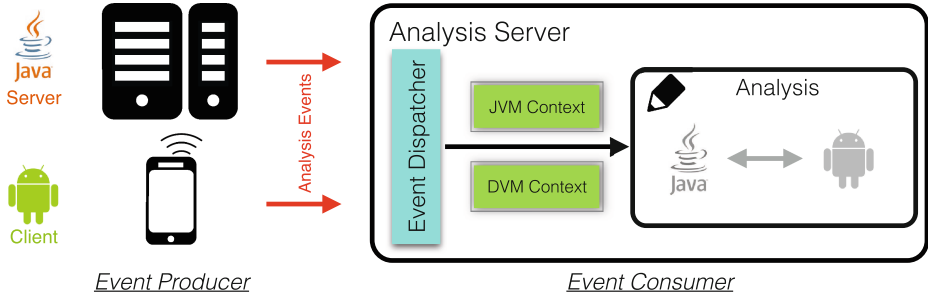 Java
Server
Client
Event Producer
Analysis Events
Analysis Server
Event Dispatcher
JVM Context
DVM Context
Analysis
Java
Event Consumer